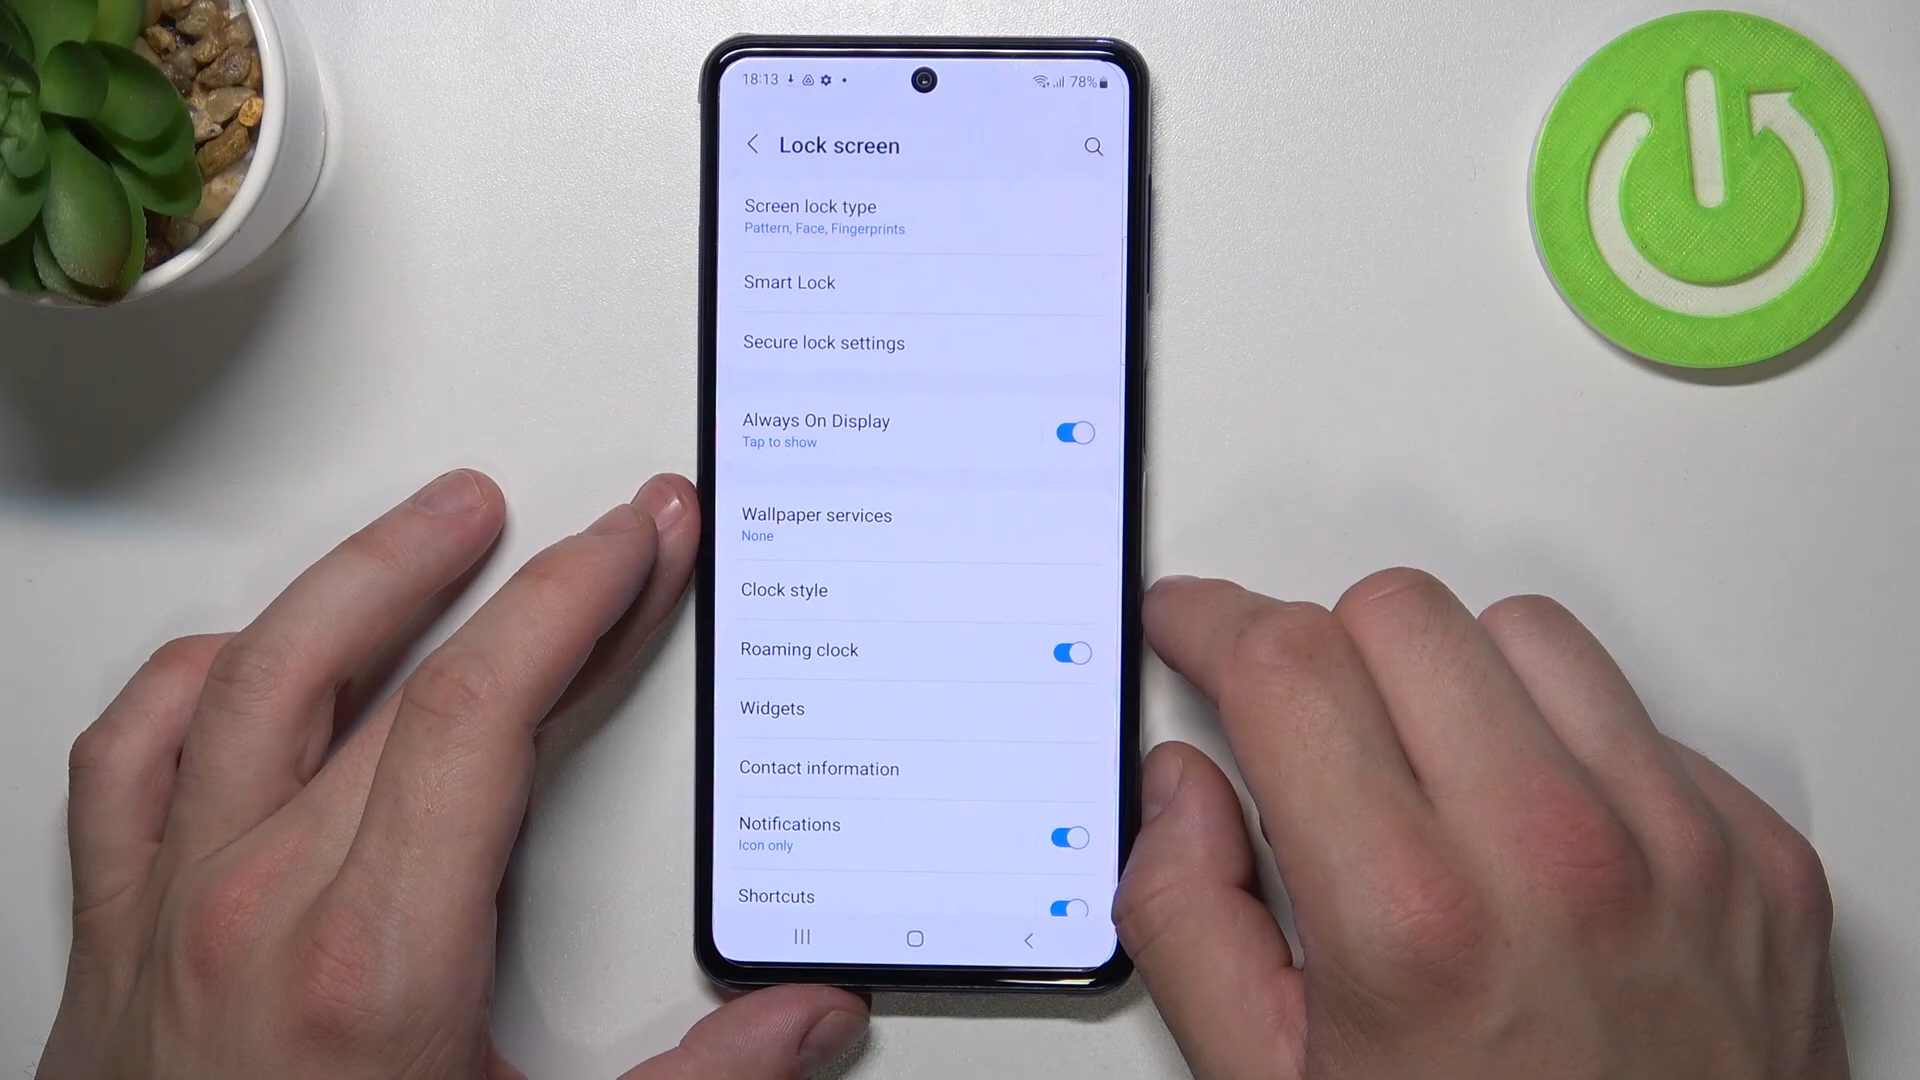 18:13
78%
Lock screen
Screen lock type
Pattern, Face, Fingerprints
Smart Lock
Secure lock settings
Always On Display
Tap to show
Wallpaper services
None
Clock style
Roaming clock
Widgets
Contact information
Notifications
Icon only
Shortcuts